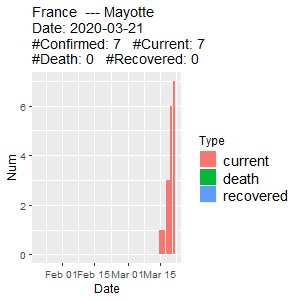 France  --- Mayotte
Date: 2020-03-21
#Confirmed: 7   #Current: 7
#Death: 0   #Recovered: 0
6
4
2
0
Num
Feb 01 Feb 15 Mar 01 Mar 15
Date
Type
current
death
recovered